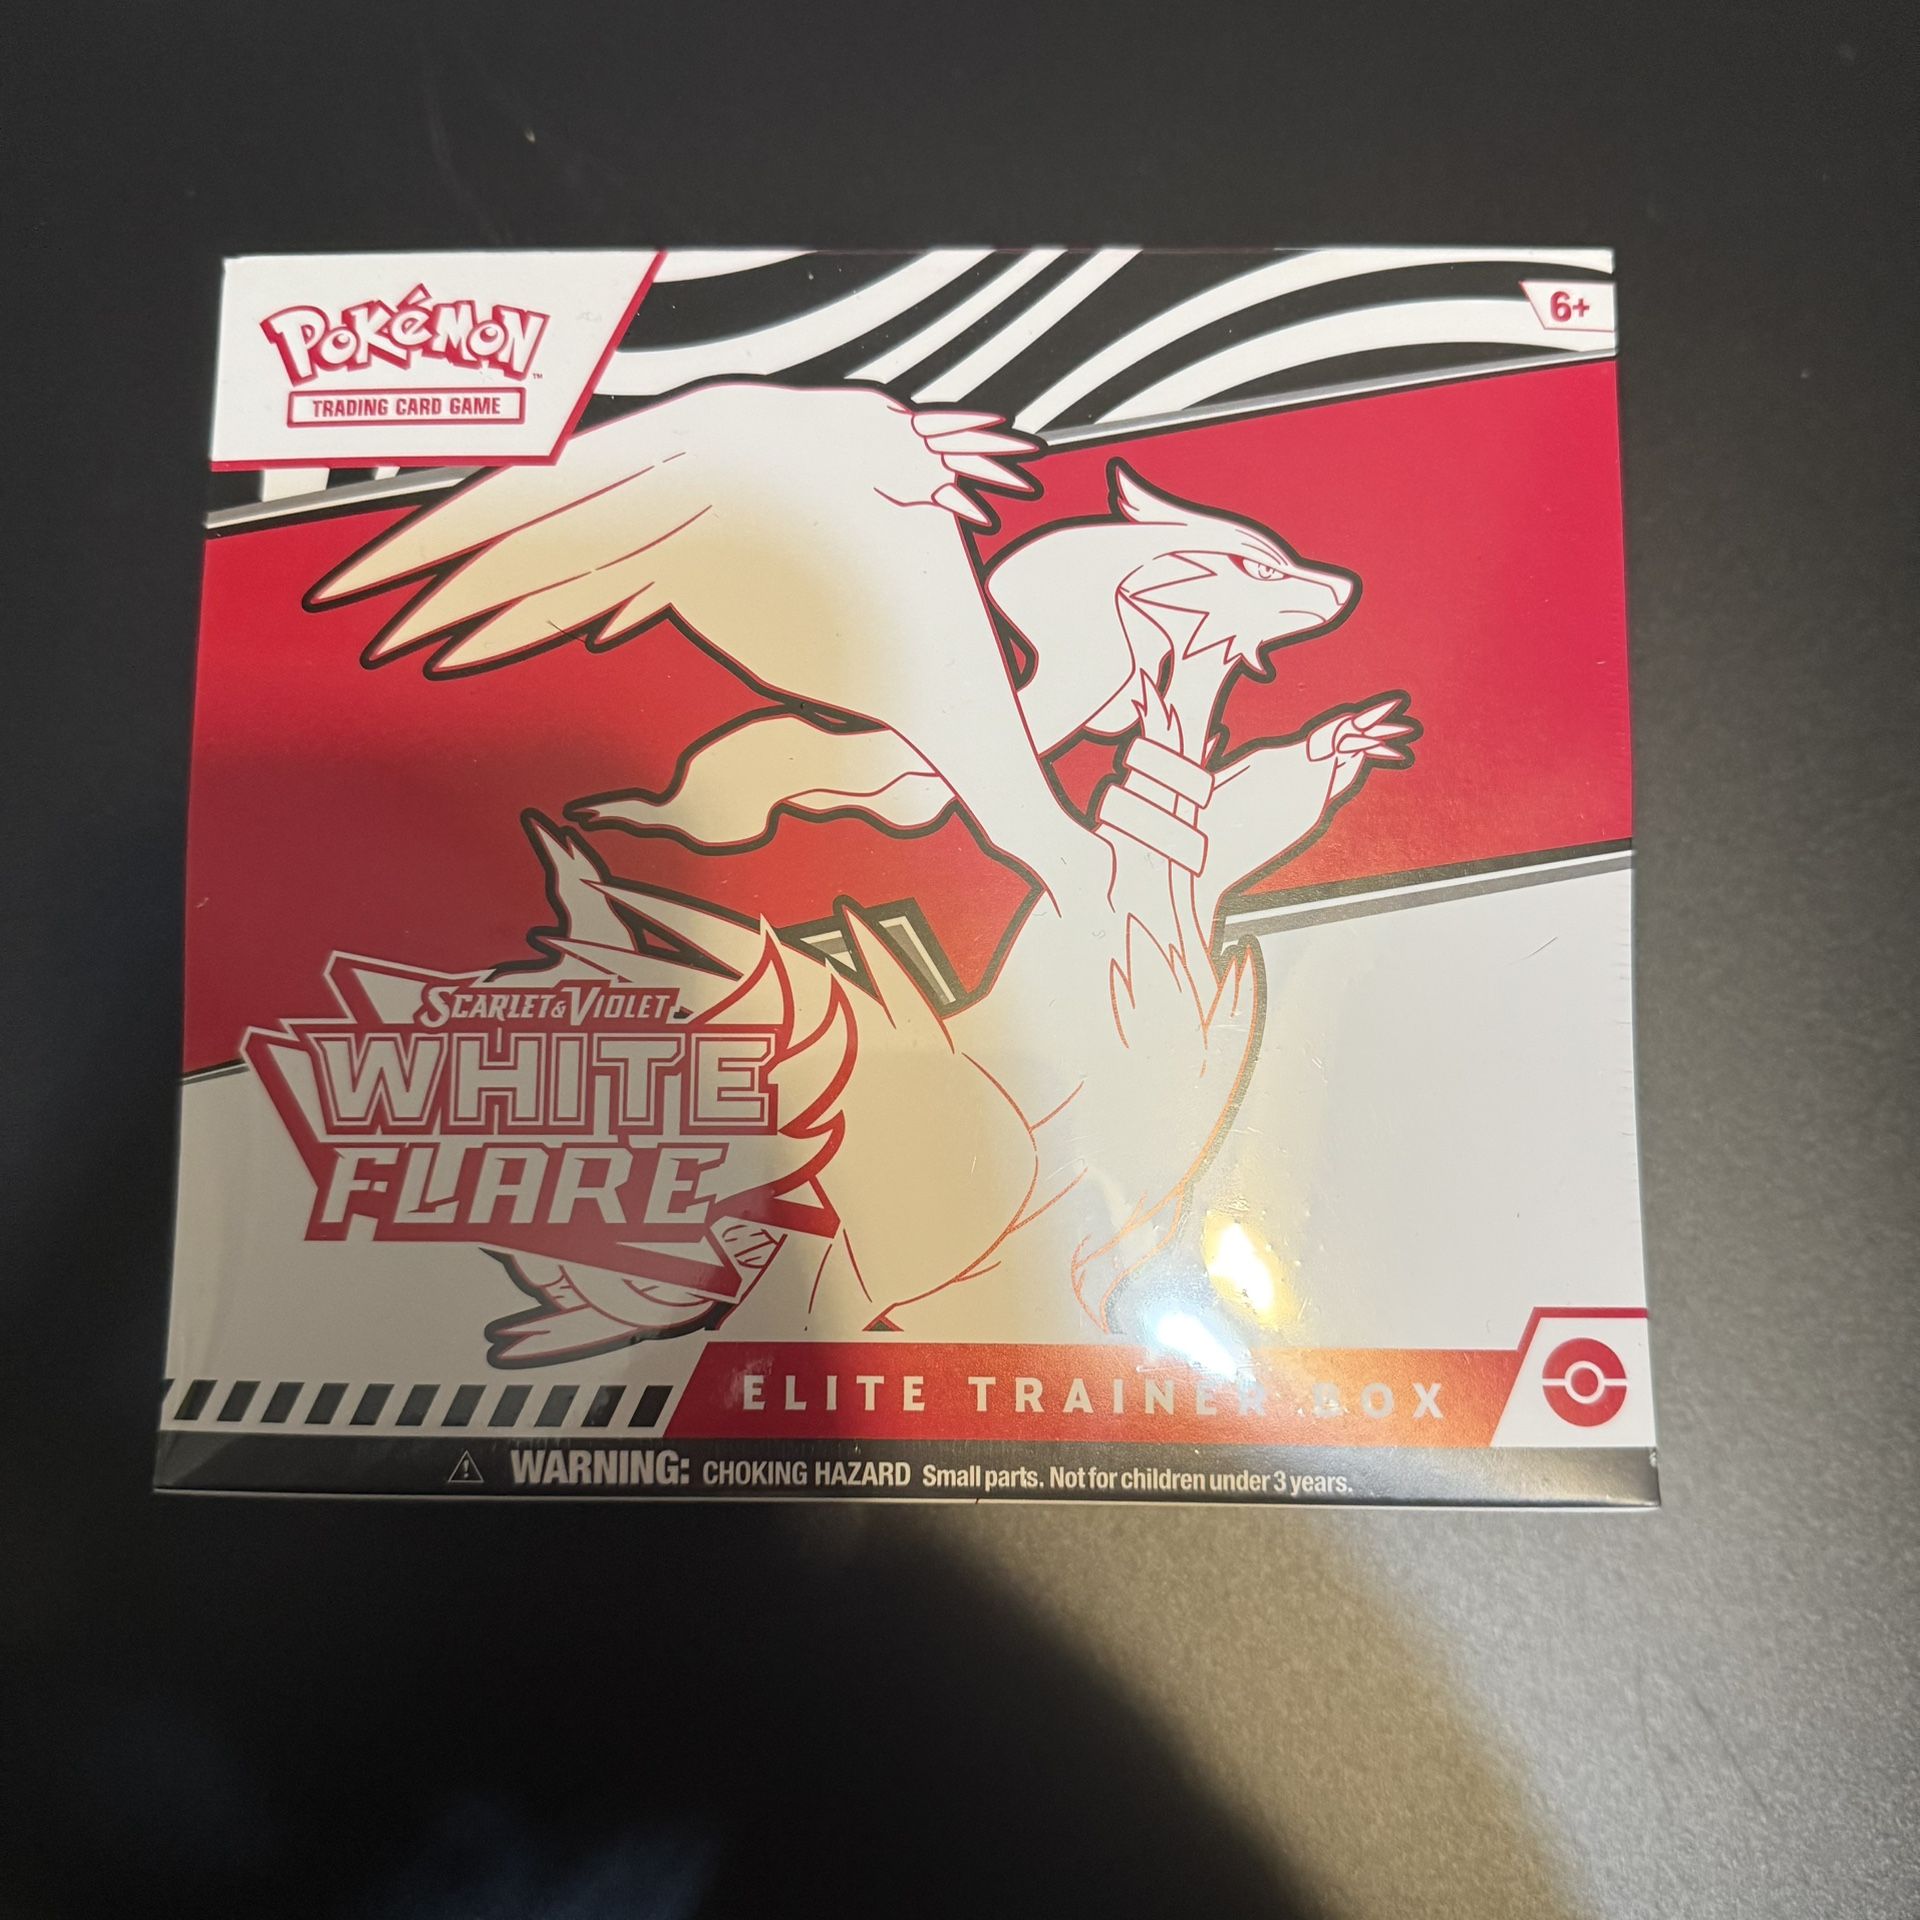 POKéMON™
TRADING CARD GAME
6+
SCARLET & VIOLET
WHITE
FLARE
ELITE TRAINER BOX
WARNING: CHOKING HAZARD Small parts. Not for children under 3 years.